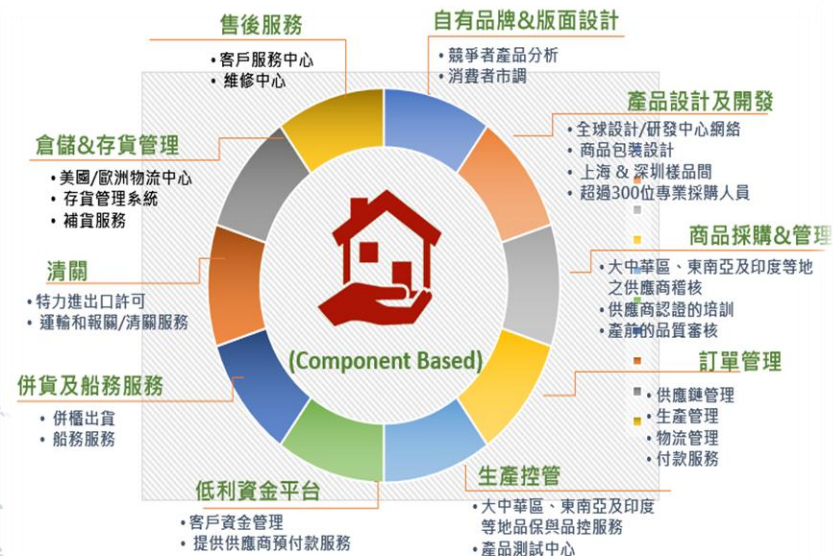 售後服務
•客戶服務中心
• 維修中心
自有品牌&版面設計
•競爭者產品分析
•消費者市調
產品設計及開發
•全球設計/研發中心網絡
• 商品包裝設計
• 上海 & 深圳樣品間
• 超過300位專業採購人員
商品採購&管理
•大中華區、東南亞及印度等地
之供應商稽核
•供應商認證的培訓
•產前的品質審核
訂單管理
•供應鏈管理
•生產管理
•物流管理
•付款服務
生產控管
•大中華區、東南亞及印度
等地品保與品控服務
•產品測試中心
低利資金平台
•客戶資金管理
• 提供供應商預付款服務
併貨及船務服務
• 併櫃出貨
• 船務服務
清關
•特力進出口許可
• 運輸和報關/清關服務
倉儲&存貨管理
•美國/歐洲物流中心
• 存貨管理系統
• 補貨服務
(Component Based)